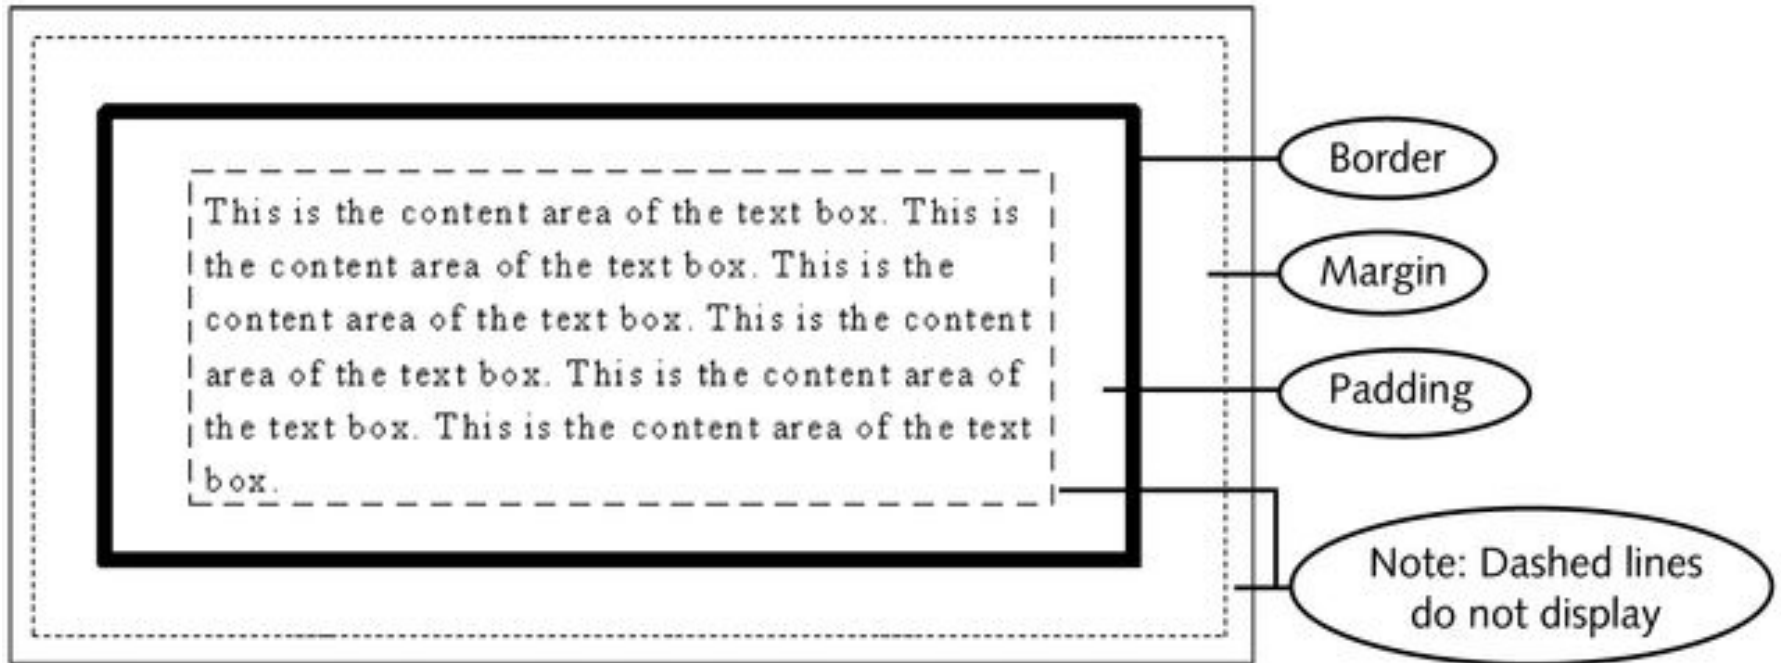 This is the content area of the text box. This is
the content area of the text box. This is the
content area of the text box. This is the content
area of the text box. This is the content area of
the text box. This is the content area of the text
box.
Border
Margin
Padding
Note: Dashed lines
do not display